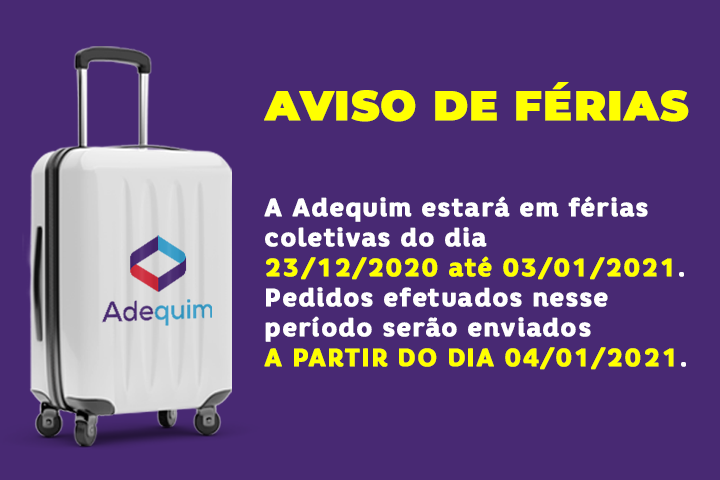 AVISO DE FÉRIAS
A Adequim estará em férias
coletivas do dia
23/12/2020 até 03/01/2021.
Pedidos efetuados nesse
período serão enviados
A PARTIR DO DIA 04/01/2021.
Adequim